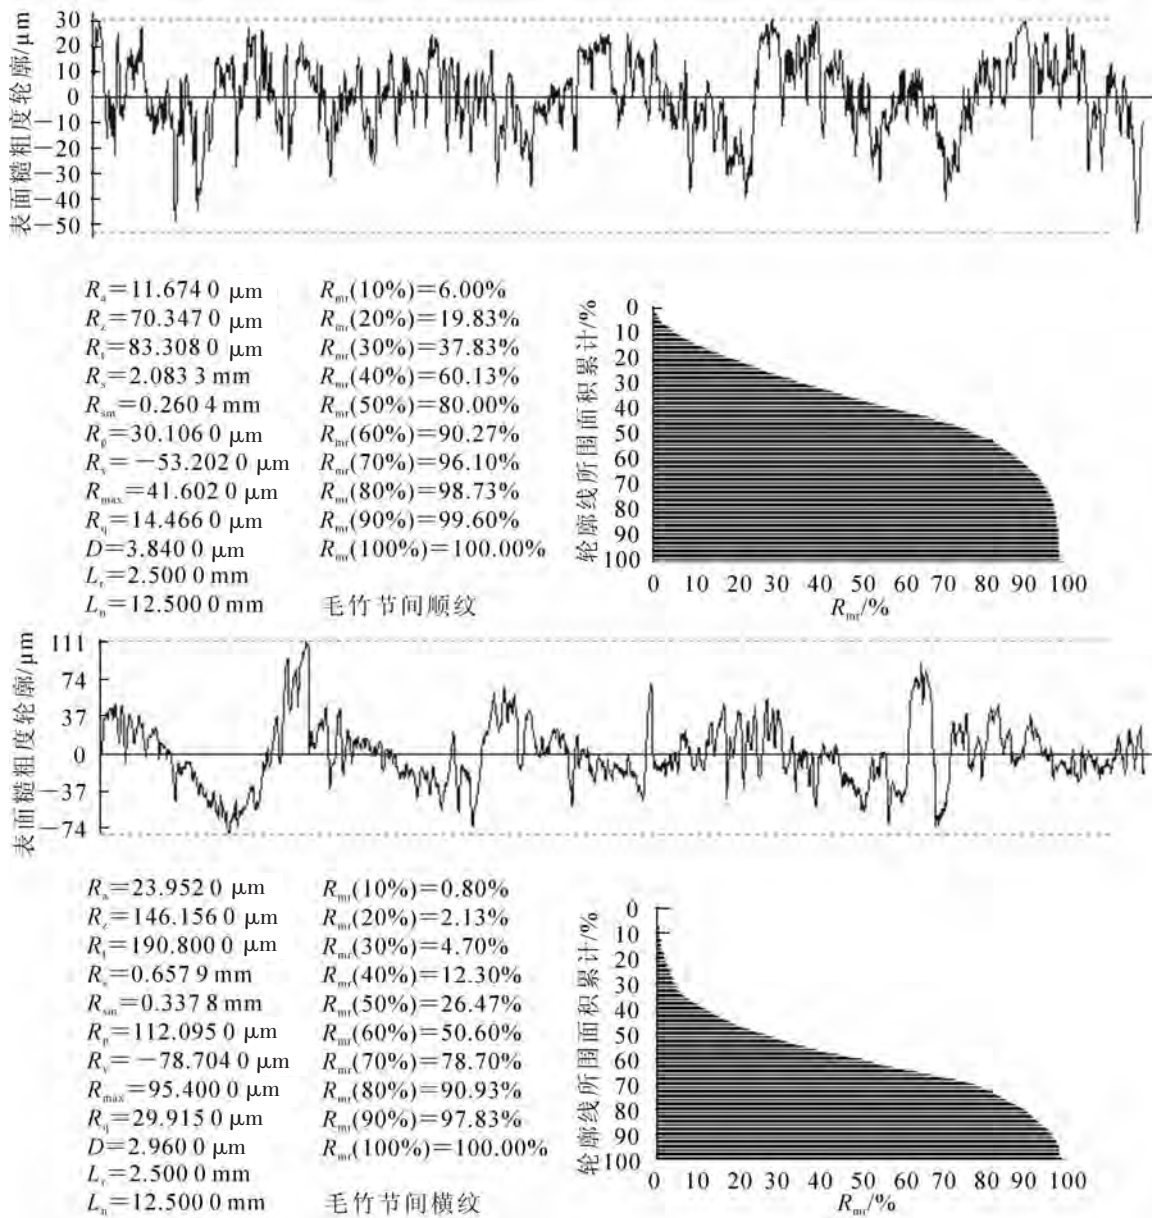 表面糙粗度轮廓/μm
30
20
10
0
−10
−20
−30
−40
−50
Ra=11.674 0 μm
Rz=70.347 0 μm
Rt=83.308 0 μm
Rs=2.083 3 mm
Rsm=0.260 4 mm
Rp=30.106 0 μm
Rv=−53.202 0 μm
Rmax=41.602 0 μm
Rq=14.466 0 μm
D=3.840 0 μm
Lr=2.500 0 mm
Ln=12.500 0 mm
Rmr(10%)=6.00%
Rmr(20%)=19.83%
Rmr(30%)=37.83%
Rmr(40%)=60.13%
Rmr(50%)=80.00%
Rmr(60%)=90.27%
Rmr(70%)=96.10%
Rmr(80%)=98.73%
Rmr(90%)=99.60%
Rmr(100%)=100.00%
毛竹节间顺纹
轮廓线所围面积累计/%
0
10
20
30
40
50
60
70
80
90
100
0 10 20 30 40 50 60 70 80 90 100
Rmr/%
表面糙粗度轮廓/μm
111
74
37
0
−37
−74
Ra=23.952 0 μm
Rz=146.156 0 μm
Rt=190.800 0 μm
Rs=0.657 9 mm
Rsm=0.337 8 mm
Rp=112.095 0 μm
Rv=−78.704 0 μm
Rmax=95.400 0 μm
Rq=29.915 0 μm
D=2.960 0 μm
Lr=2.500 0 mm
Ln=12.500 0 mm
Rmr(10%)=0.80%
Rmr(20%)=2.13%
Rmr(30%)=4.70%
Rmr(40%)=12.30%
Rmr(50%)=26.47%
Rmr(60%)=50.60%
Rmr(70%)=78.70%
Rmr(80%)=90.93%
Rmr(90%)=97.83%
Rmr(100%)=100.00%
毛竹节间横纹
轮廓线所围面积累计/%
0
10
20
30
40
50
60
70
80
90
100
0 10 20 30 40 50 60 70 80 90 100
Rmr/%